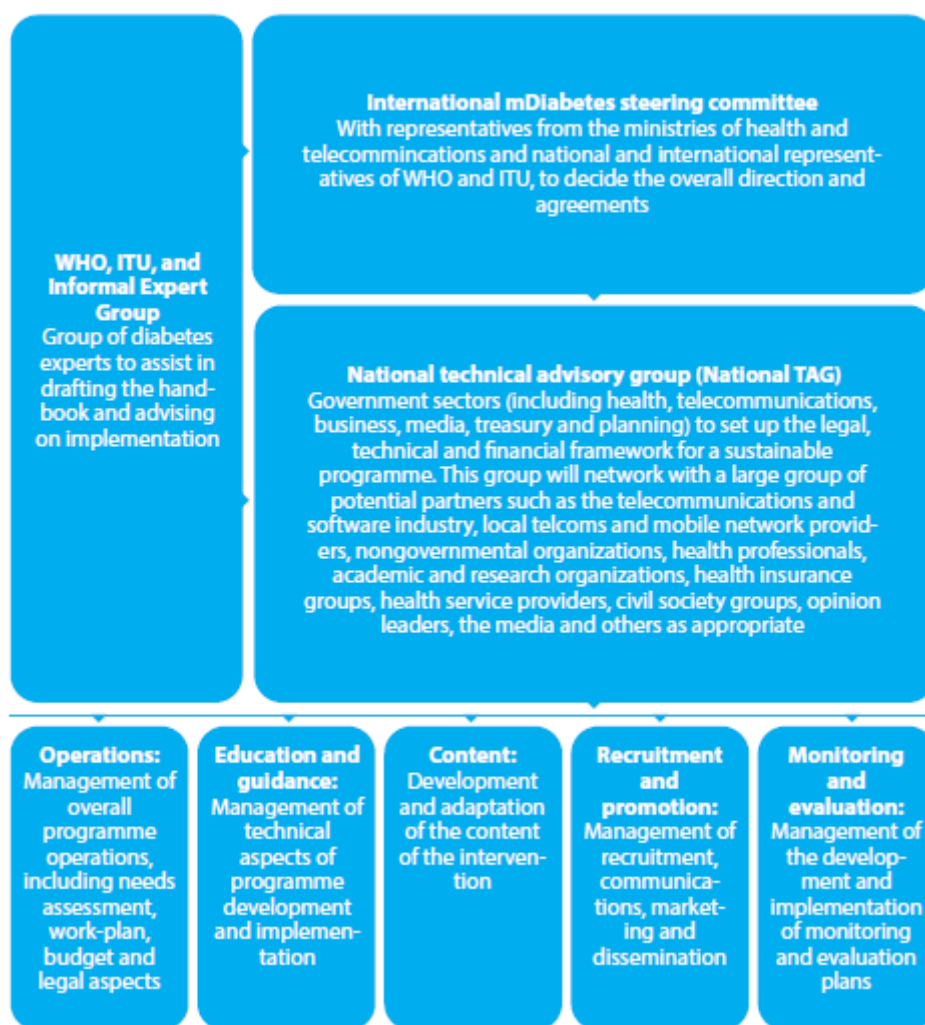 WHO, ITU, and
Informal Expert
Group
Group of diabetes
experts to assist in
drafting the hand-
book and advising
on implementation
International mDiabetes steering committee
With representatives from the ministries of health and
telecommincations and national and international represent-
atives of WHO and ITU, to decide the overall direction and
agreements
National technical advisory group (National TAG)
Government sectors (including health, telecommunications,
business, media, treasury and planning) to set up the legal,
technical and financial framework for a sustainable
programme. This group will network with a large group of
potential partners such as the telecommunications and
software industry, local telcoms and mobile network provid-
ers, nongovernmental organizations, health professionals,
academic and research organizations, health insurance
groups, health service providers, civil society groups, opinion
leaders, the media and others as appropriate
Operations:
Management of
overall
programme
operations,
including needs
assessment,
work-plan,
budget and
legal aspects
Education and
guidance:
Management of
technical
aspects of
programme
development
and implemen-
tation
Content:
Development
and adaptation
of the content
of the interven-
tion
Recruitment
and
promotion:
Management of
recruitment,
communica-
tions, market-
ing and
dissemination
Monitoring
and
evaluation:
Management of
the develop-
ment and
implementation
of monitoring
and evaluation
plans